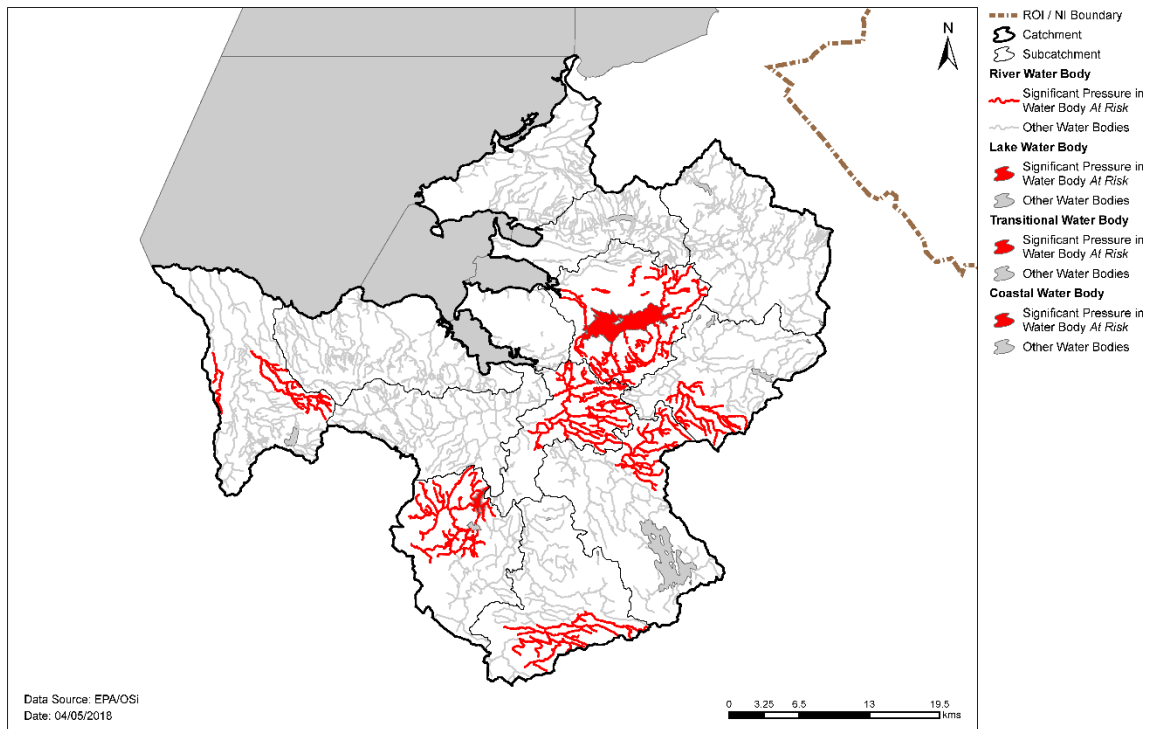 N
ROI / NI Boundary
Catchment
Subcatchment
River Water Body
Significant Pressure in
Water Body At Risk
Other Water Bodies
Lake Water Body
Significant Pressure in
Water Body At Risk
Other Water Bodies
Transitional Water Body
Significant Pressure in
Water Body At Risk
Other Water Bodies
Coastal Water Body
Significant Pressure in
Water Body At Risk
Other Water Bodies
Data Source: EPA/OSi
Date: 04/05/2018
0 3.25 6.5 13 19.5
kms